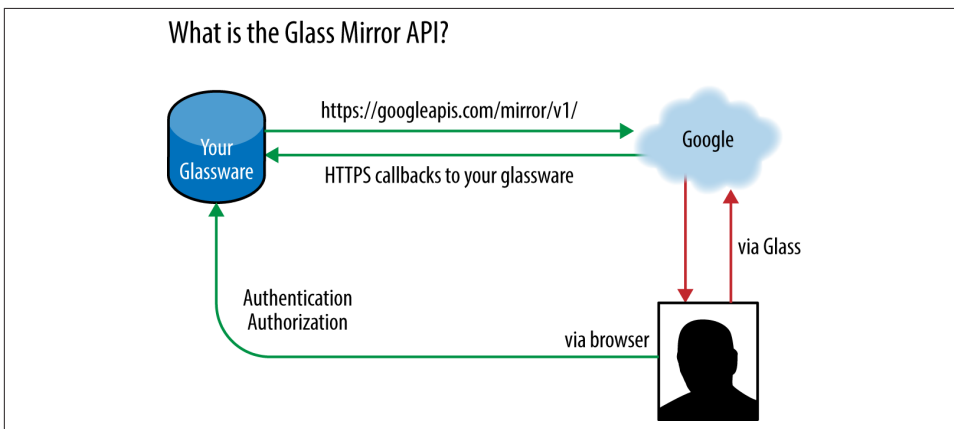 What is the Glass Mirror API?
https://googleapis.com/mirror/v1/
Your
Glassware
Google
HTTPS callbacks to your glassware
via Glass
Authentication
Authorization
via browser